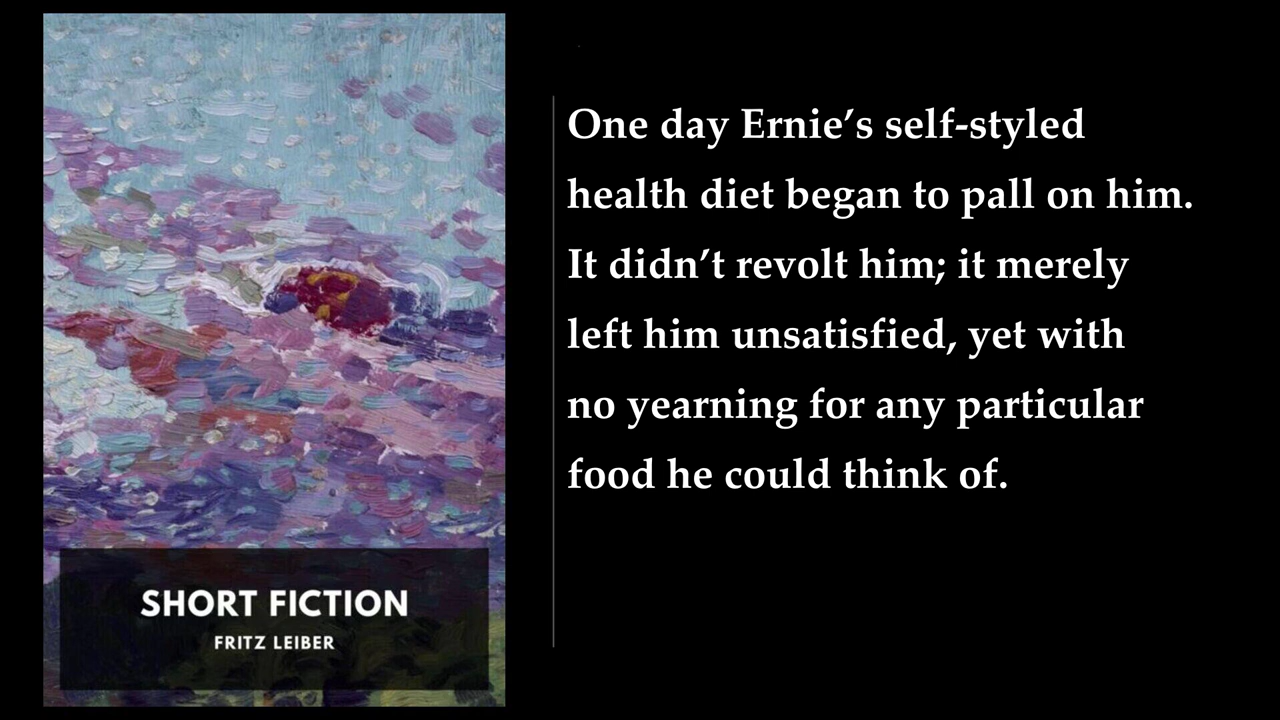 SHORT FICTION
FRITZ LEIBER
One day Ernie’s self-styled
health diet began to pall on him.
It didn’t revolt him; it merely
left him unsatisfied, yet with
no yearning for any particular
food he could think of.